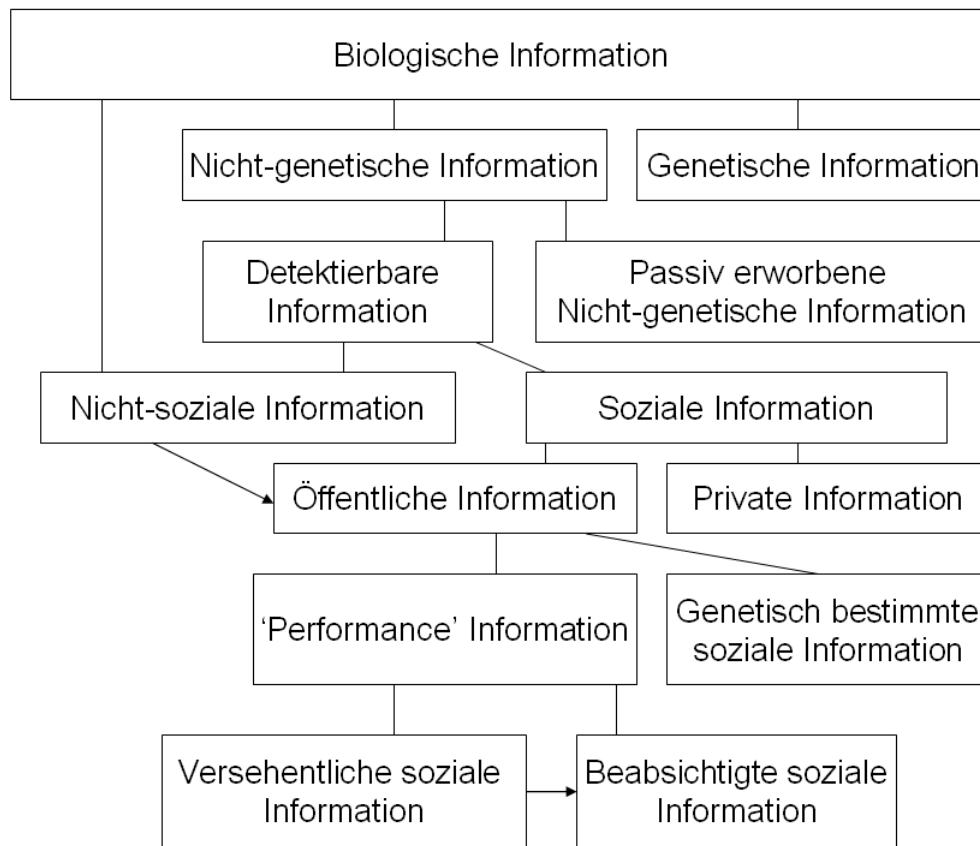 Biologische Information
Nicht-genetische Information
Genetische Information
Detektierbare
Information
Passiv erworbene
Nicht-genetische Information
Nicht-soziale Information
Soziale Information
Öffentliche Information
Private Information
‘Performance’ Information
Genetisch bestimmte
soziale Information
Versehentliche soziale
Information
Beabsichtigte soziale
Information